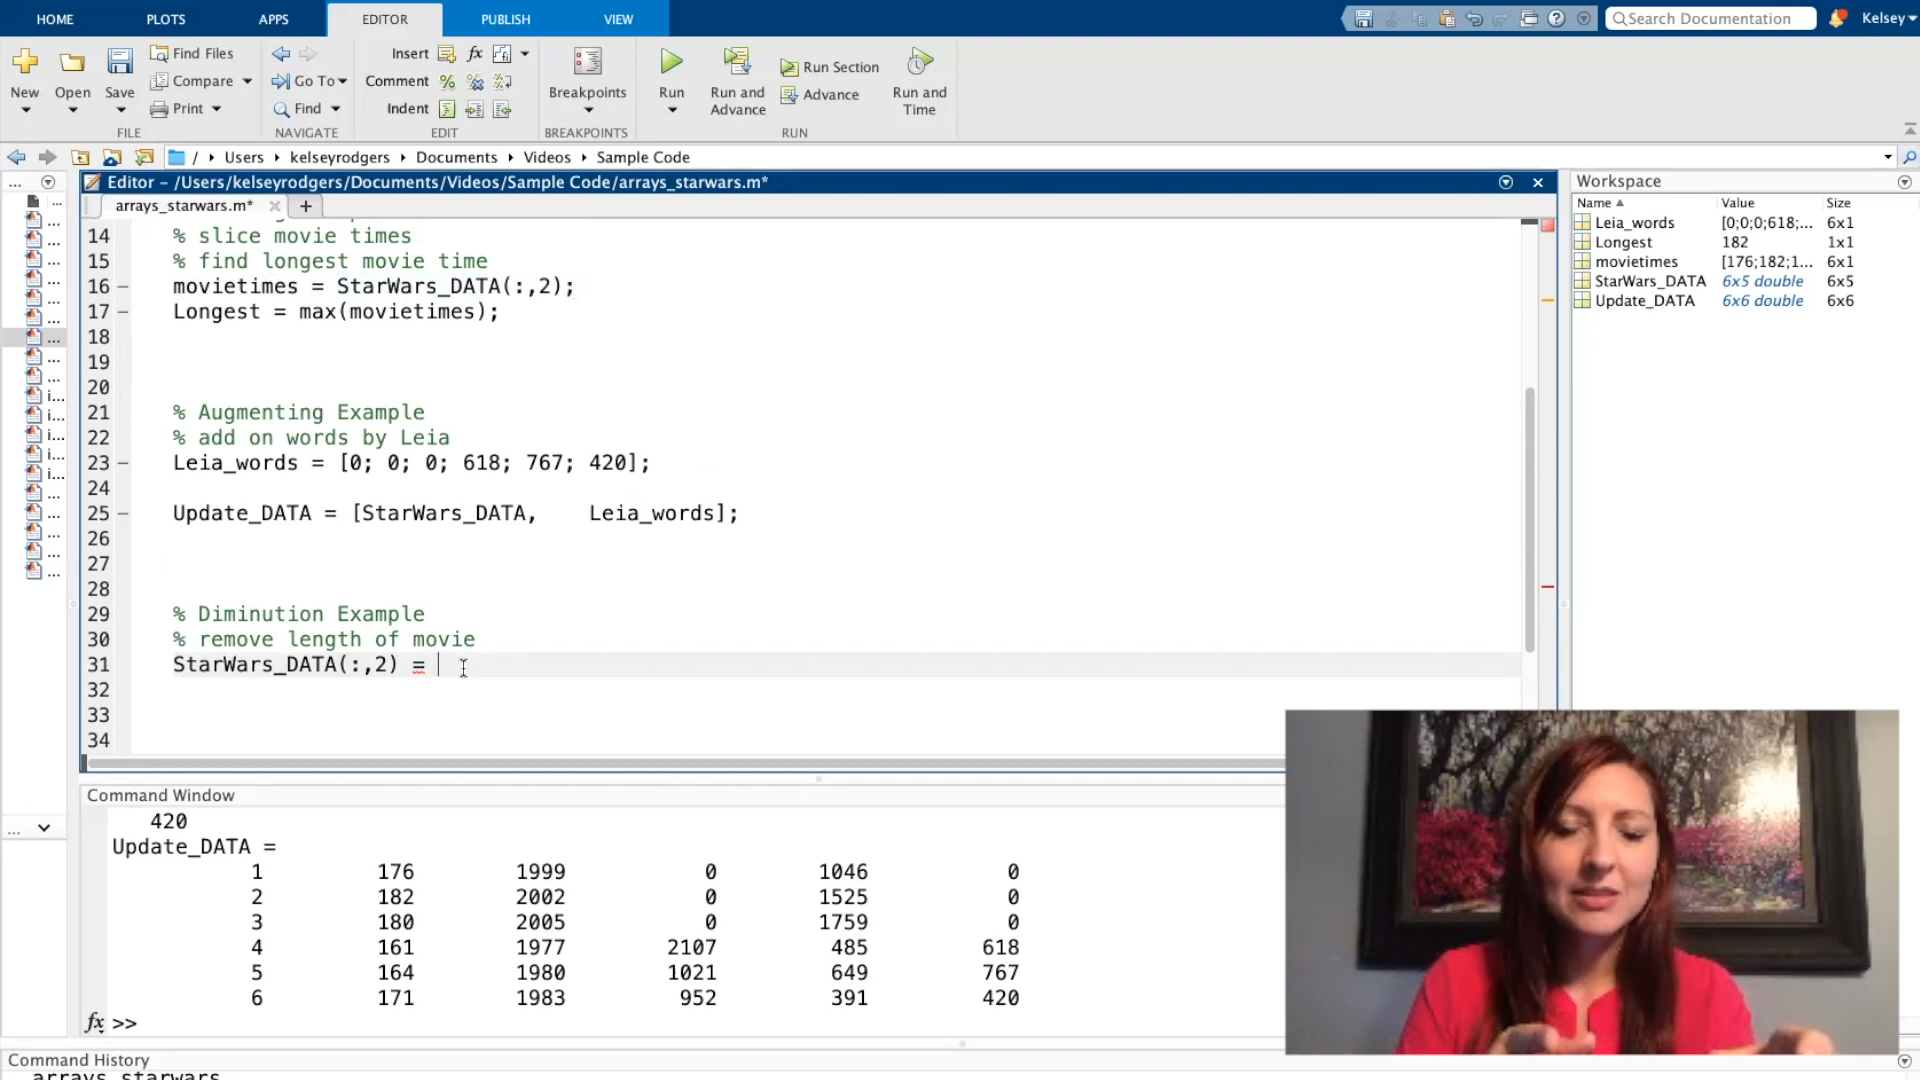 HOME PLOTS APPS EDITOR PUBLISH VIEW
Search Documentation
Kelsey
New
Open
Save
Find Files
Compare
Print
FILE
Go To
Find
NAVIGATE
Insert fx
Comment % % %
Indent
EDIT
Breakpoints
BREAKPOINTS
Run
Run and Advance
Run Section
Advance
Run and Time
RUN
/ Users kelseyrodgers Documents Videos Sample Code
Editor – /Users/kelseyrodgers/Documents/Videos/Sample Code/arrays_starwars.m*
arrays_starwars.m* × +
14 % slice movie times
15 % find longest movie time
16 – movietimes = StarWars_DATA(:,2);
17 – Longest = max(movietimes);
18
19
20
21 % Augmenting Example
22 % add on words by Leia
23 – Leia_words = [0; 0; 0; 618; 767; 420];
24
25 – Update_DATA = [StarWars_DATA, Leia_words];
26
27
28
29 % Diminution Example
30 % remove length of movie
31 StarWars_DATA(:,2) =
32
33
34
Workspace
Name Value Size
Leia_words [0;0;0;618;... 6x1
Longest 182 1x1
movietimes [176;182;1... 6x1
StarWars_DATA 6x5 double 6x5
Update_DATA 6x6 double 6x6
Command Window
420
Update_DATA =
1 176 1999 0 1046 0
2 182 2002 0 1525 0
3 180 2005 0 1759 0
4 161 1977 2107 485 618
5 164 1980 1021 649 767
6 171 1983 952 391 420
fx >>
Command History
arrays_starwars